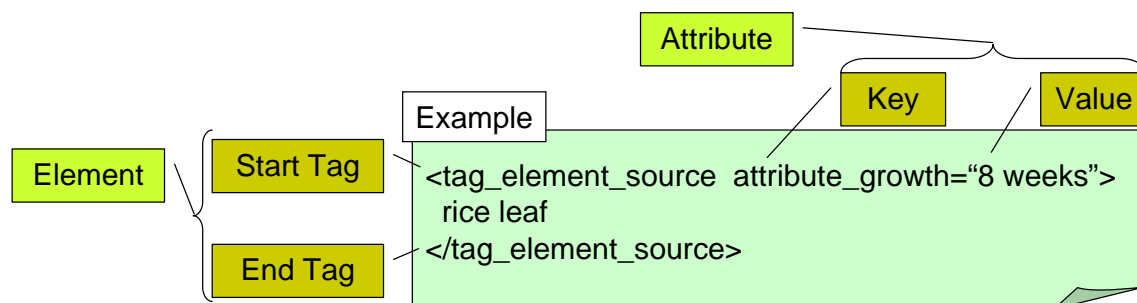 Attribute
Key
Value
Example
Element
Start Tag
<tag_element_source  attribute_growth=“8 weeks”>
rice leaf
</tag_element_source>
End Tag